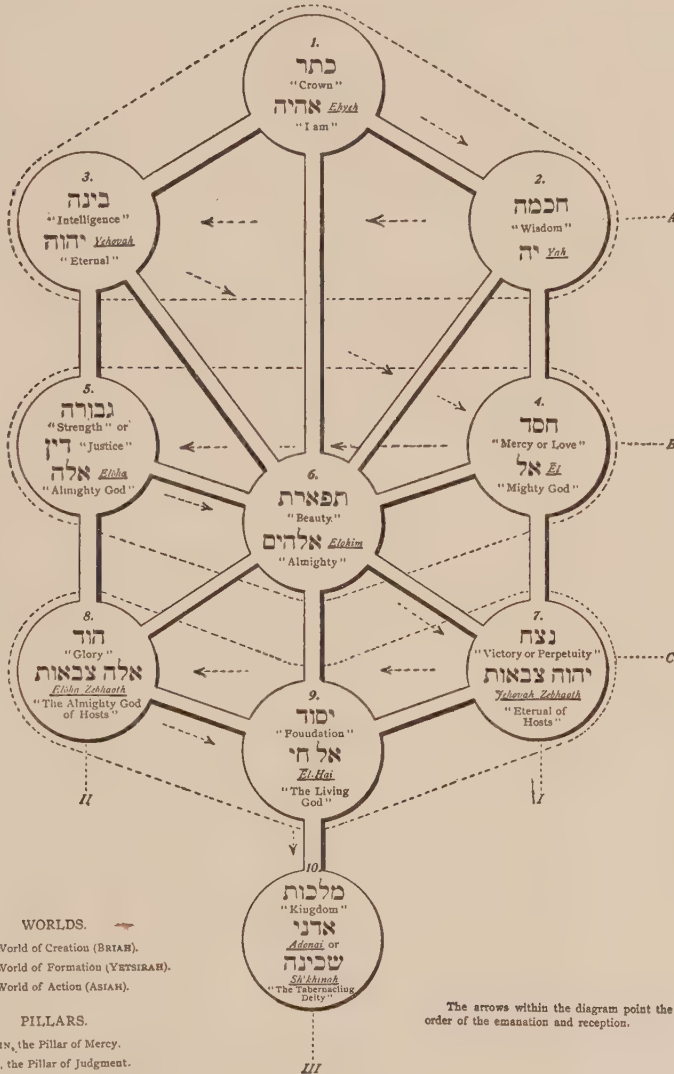 1.
כתר
"Crown"
אהיה Ehyeh
"I am"
2.
חכמה
"Wisdom"
יה Yah
3.
בינה
"Intelligence"
יהוה Yehovah
"Eternal"
A
4.
חסד
"Mercy or Love"
אל El
"Mighty God"
5.
גבורה
"Strength" or
דין "Justice"
אלה Elōha
"Almighty God"
B
6.
תפארת
"Beauty."
אלהים Elohim
"Almighty"
7.
נצח
"Victory or Perpetuity"
יהוה צבאות
Yehovah Zebhaoth
"Eternal of
Hosts"
8.
הוד
"Glory"
אלה צבאות
Elōha Zebhaoth
"The Almighty God
of Hosts"
C
9.
יסוד
"Foundation"
אל חי
El-Hai
"The Living
God"
II
I
10.
מלכות
"Kingdom"
אדני
Adonai or
שכינה
Sh'khinah
"The Tabernacling
Deity"
III
WORLDS.
World of Creation (BRIAH).
World of Formation (YETSIRAH).
World of Action (ASIAH).
PILLARS.
IN, the Pillar of Mercy.
, the Pillar of Judgment.
The arrows within the diagram point the
order of the emanation and reception.